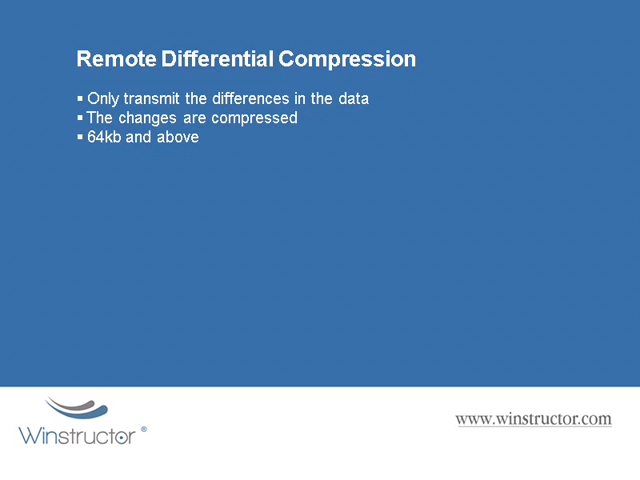 Remote Differential Compression
▪ Only transmit the differences in the data
▪ The changes are compressed
▪ 64kb and above
Winstructor ®
www.winstructor.com